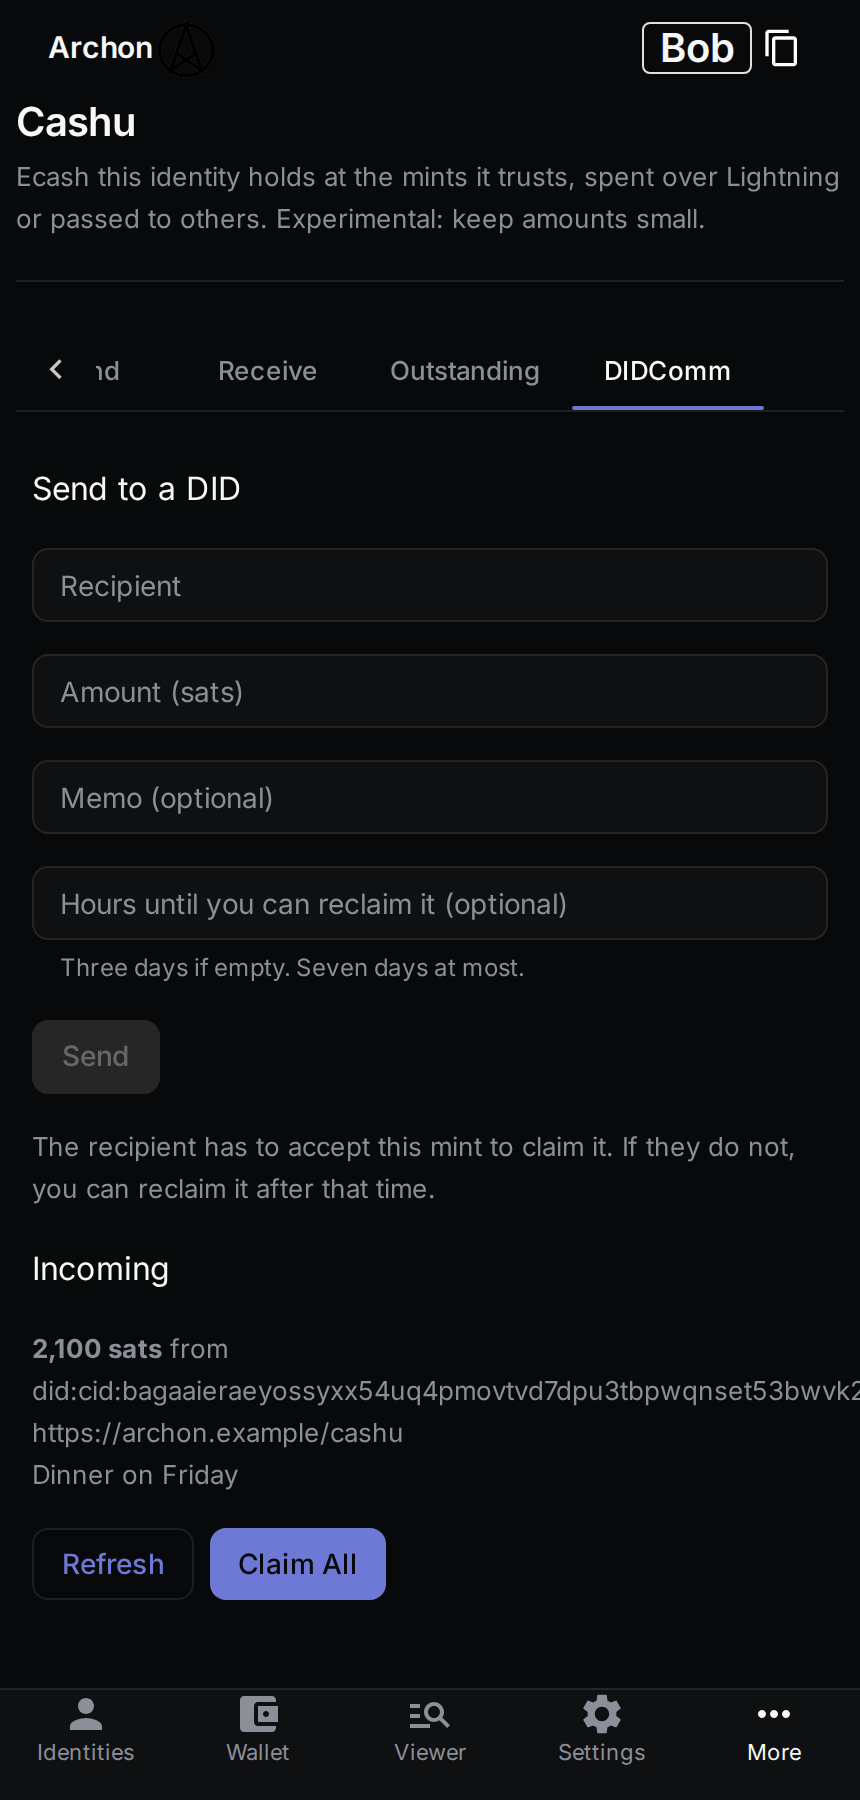 Archon
Bob
Cashu
Ecash this identity holds at the mints it trusts, spent over Lightning
or passed to others. Experimental: keep amounts small.
nd
Receive
Outstanding
DIDComm
Send to a DID
Recipient
Amount (sats)
Memo (optional)
Hours until you can reclaim it (optional)
Three days if empty. Seven days at most.
Send
The recipient has to accept this mint to claim it. If they do not,
you can reclaim it after that time.
Incoming
2,100 sats from
did:cid:bagaaieraeyossyxx54uq4pmovtvd7dpu3tbpwqnset53bwvk2
https://archon.example/cashu
Dinner on Friday
Refresh
Claim All
Identities
Wallet
Viewer
Settings
More